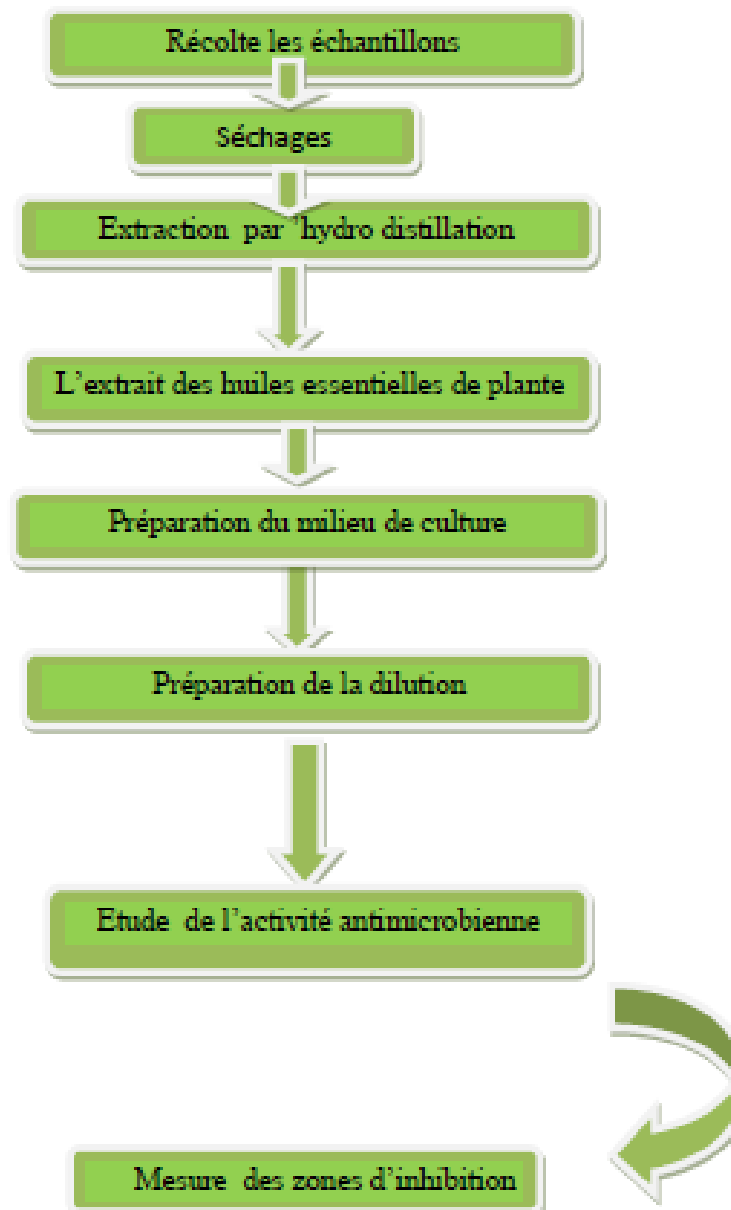 Récolte les échantillons
Séchages
Extraction par hydro distillation
L'extrait des huiles essentielles de plante
Préparation du milieu de culture
Préparation de la dilution
Etude de l'activité antimicrobienne
Mesure des zones d'inhibition